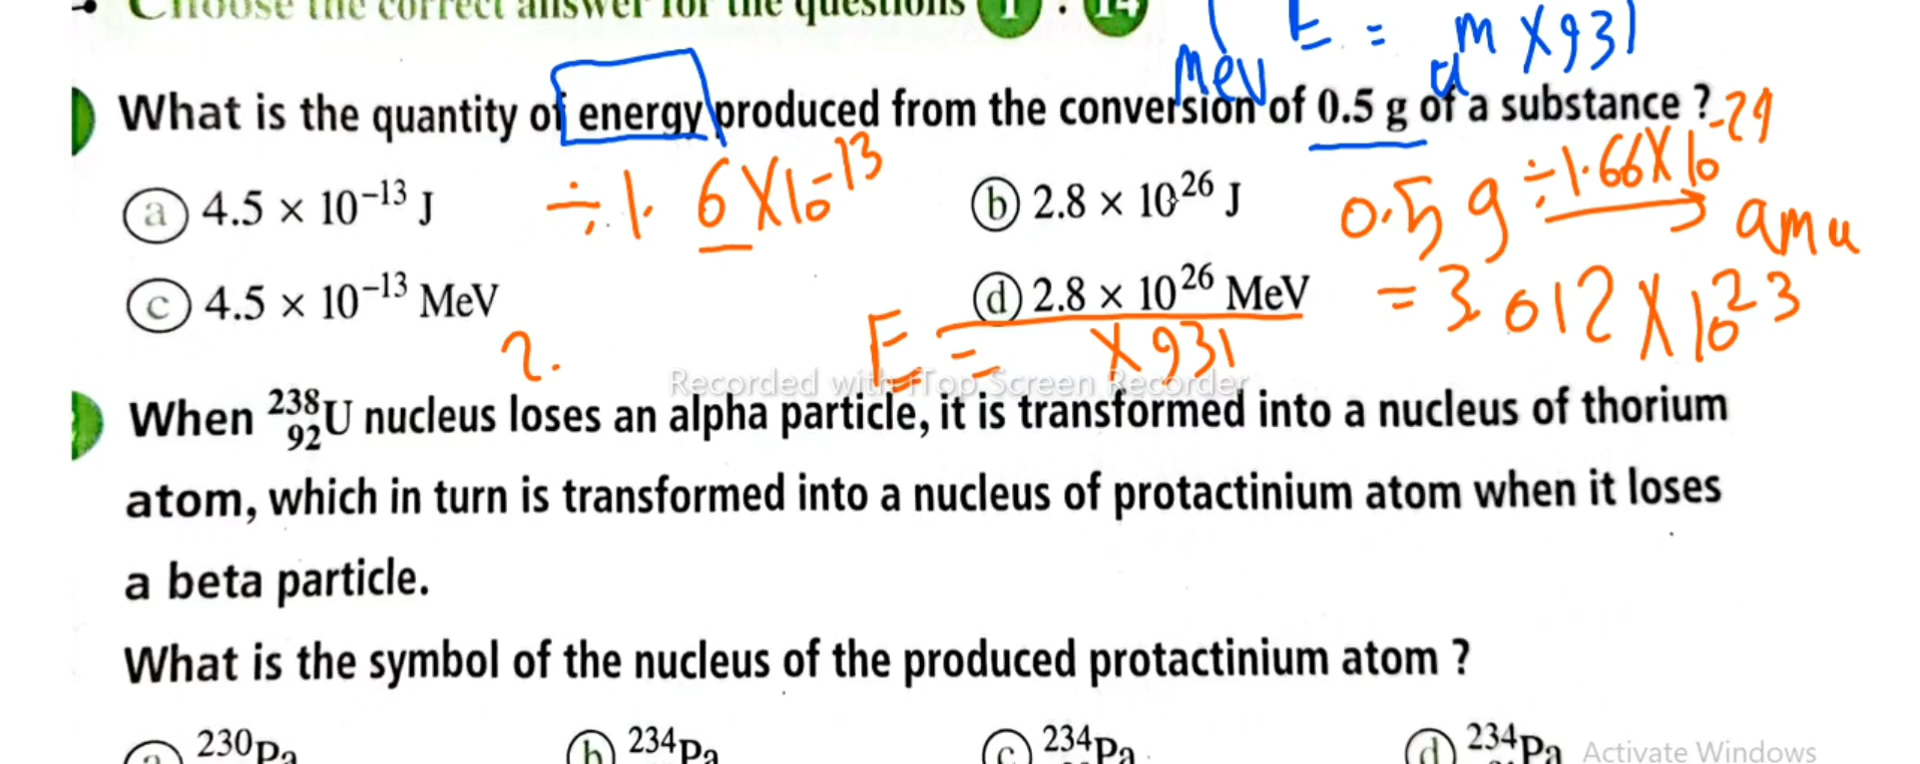 Choose the correct answer for the questions 1 : 14
E = m × 931
Mev
What is the quantity of energy produced from the conversion of 0.5 g of a substance ?
a 4.5 × 10⁻¹³ J
÷ 1.6 × 10⁻¹³
b 2.8 × 10²⁶ J
0.5 g ÷ 1.66 × 10⁻²⁴ → amu
c 4.5 × 10⁻¹³ MeV
d 2.8 × 10²⁶ MeV
= 3.012 × 10²³
2.
E = × 931
Recorded with iTop Screen Recorder
When ²³⁸₉₂U nucleus loses an alpha particle, it is transformed into a nucleus of thorium
atom, which in turn is transformed into a nucleus of protactinium atom when it loses
a beta particle.
What is the symbol of the nucleus of the produced protactinium atom ?
a ²³⁰Pa
b ²³⁴Pa
c ²³⁴Pa
d ²³⁴Pa
Activate Windows